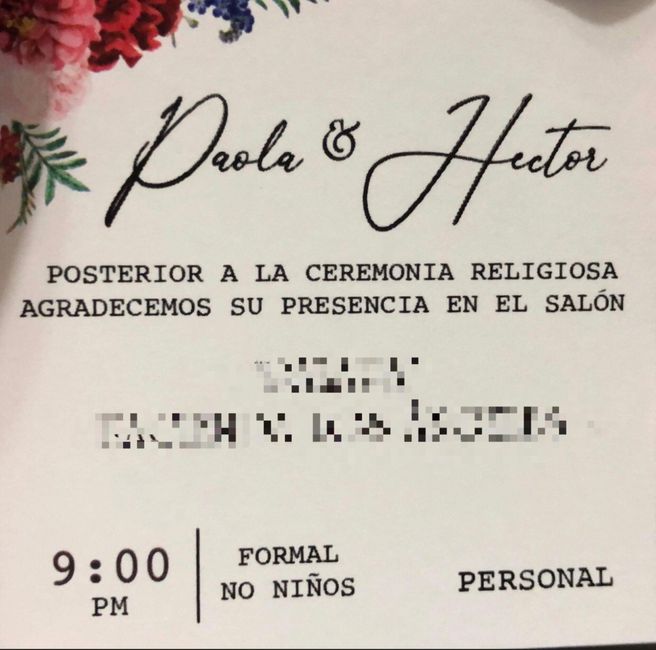 Paola & Hector
POSTERIOR A LA CEREMONIA RELIGIOSA
AGRADECEMOS SU PRESENCIA EN EL SALÓN
9:00
PM
FORMAL
NO NIÑOS
PERSONAL